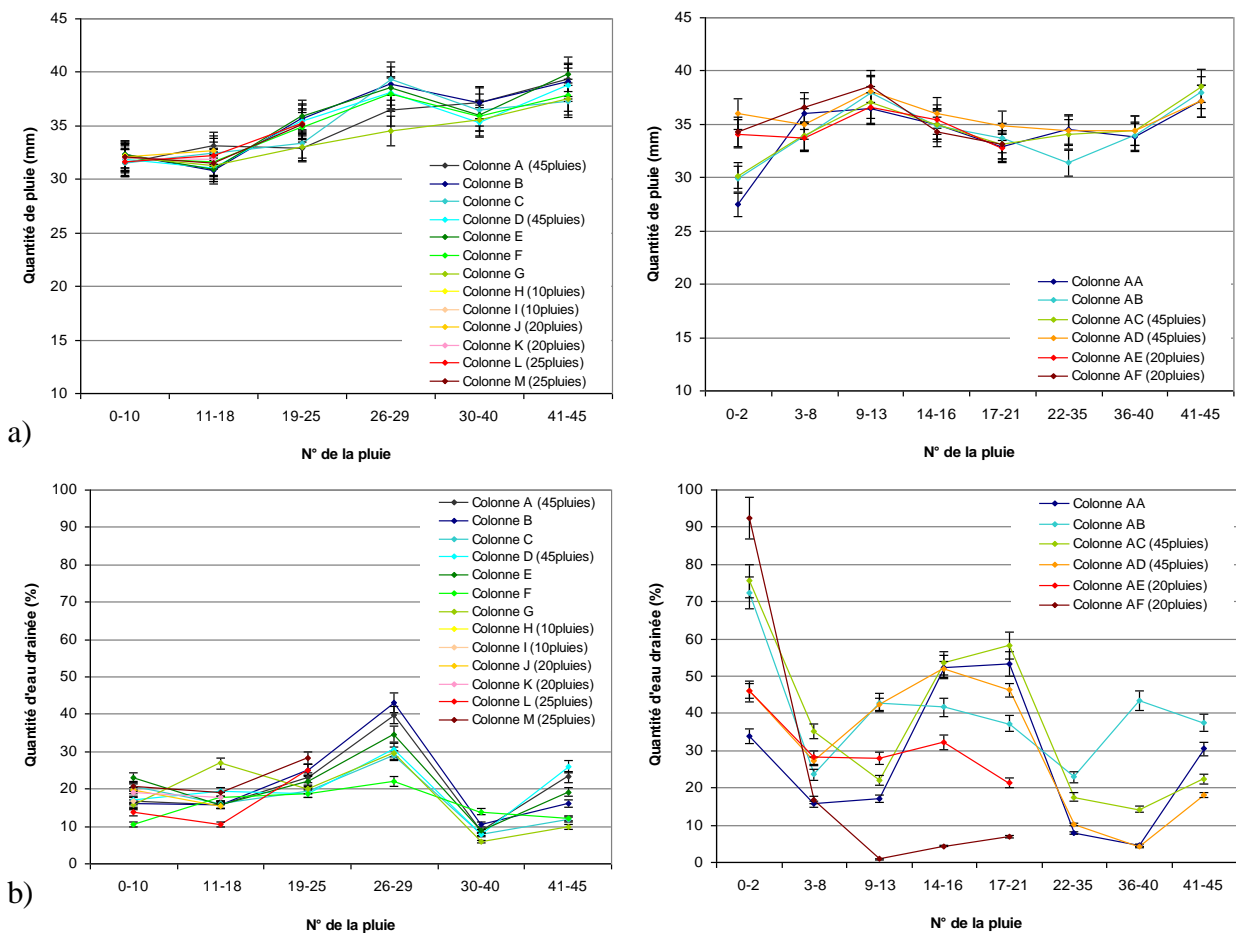 45
40
35
30
25
20
15
10
Quantité de pluie (mm)
0-10 11-18 19-25 26-29 30-40 41-45
N° de la pluie
Colonne A (45pluies)
Colonne B
Colonne C
Colonne D (45pluies)
Colonne E
Colonne F
Colonne G
Colonne H (10pluies)
Colonne I (10pluies)
Colonne J (20pluies)
Colonne K (20pluies)
Colonne L (25pluies)
Colonne M (25pluies)
45
40
35
30
25
20
15
10
Quantité de pluie (mm)
0-2 3-8 9-13 14-16 17-21 22-35 36-40 41-45
N° de la pluie
Colonne AA
Colonne AB
Colonne AC (45pluies)
Colonne AD (45pluies)
Colonne AE (20pluies)
Colonne AF (20pluies)
a)
100
90
80
70
60
50
40
30
20
10
0
Quantité d'eau drainée (%)
0-10 11-18 19-25 26-29 30-40 41-45
N° de la pluie
Colonne A (45pluies)
Colonne B
Colonne C
Colonne D (45pluies)
Colonne E
Colonne F
Colonne G
Colonne H (10pluies)
Colonne I (10pluies)
Colonne J (20pluies)
Colonne K (20pluies)
Colonne L (25pluies)
Colonne M (25pluies)
100
90
80
70
60
50
40
30
20
10
0
Quantité d'eau drainée (%)
0-2 3-8 9-13 14-16 17-21 22-35 36-40 41-45
N° de la pluie
Colonne AA
Colonne AB
Colonne AC (45pluies)
Colonne AD (45pluies)
Colonne AE (20pluies)
Colonne AF (20pluies)
b)